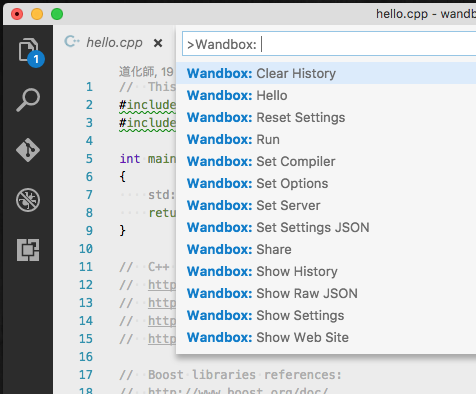 hello.cpp - wandb
hello.cpp
1
>Wandbox:
Wandbox: Clear History
Wandbox: Hello
Wandbox: Reset Settings
Wandbox: Run
Wandbox: Set Compiler
Wandbox: Set Options
Wandbox: Set Server
Wandbox: Set Settings JSON
Wandbox: Share
Wandbox: Show History
Wandbox: Show Raw JSON
Wandbox: Show Settings
Wandbox: Show Web Site
道化師, 19
1 // This
2 #include
3 #include
4
5 int main
6 {
7 std:
8 retu
9 }
10
11 // C++
12 // http
13 // http
14 // http
15 // http
16
17 // Boost libraries references:
18 // http://www.boost.org/doc/